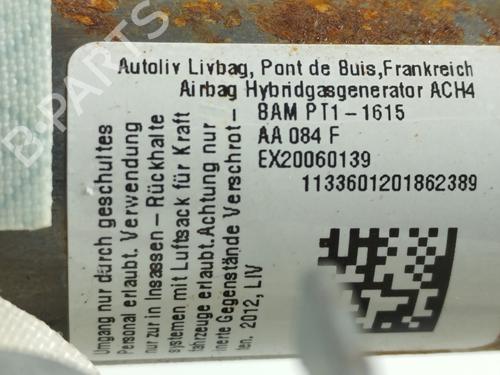 Autoliv Livbag, Pont de Buis,Frankreich
Airbag Hybridgasgenerator ACH4
BAM PT1-1615
AA 084 F
EX20060139
1133601201862389
Umgang nur durch geschultes
Personal erlaubt. Verwendung
nur zur in Insassen - Rückhalte
systemen mit Luftsack für Kraft
fahrzeuge erlaubt.Achtung nur
inerte Gegenstände Verschrot-
ten. 2012, LIV